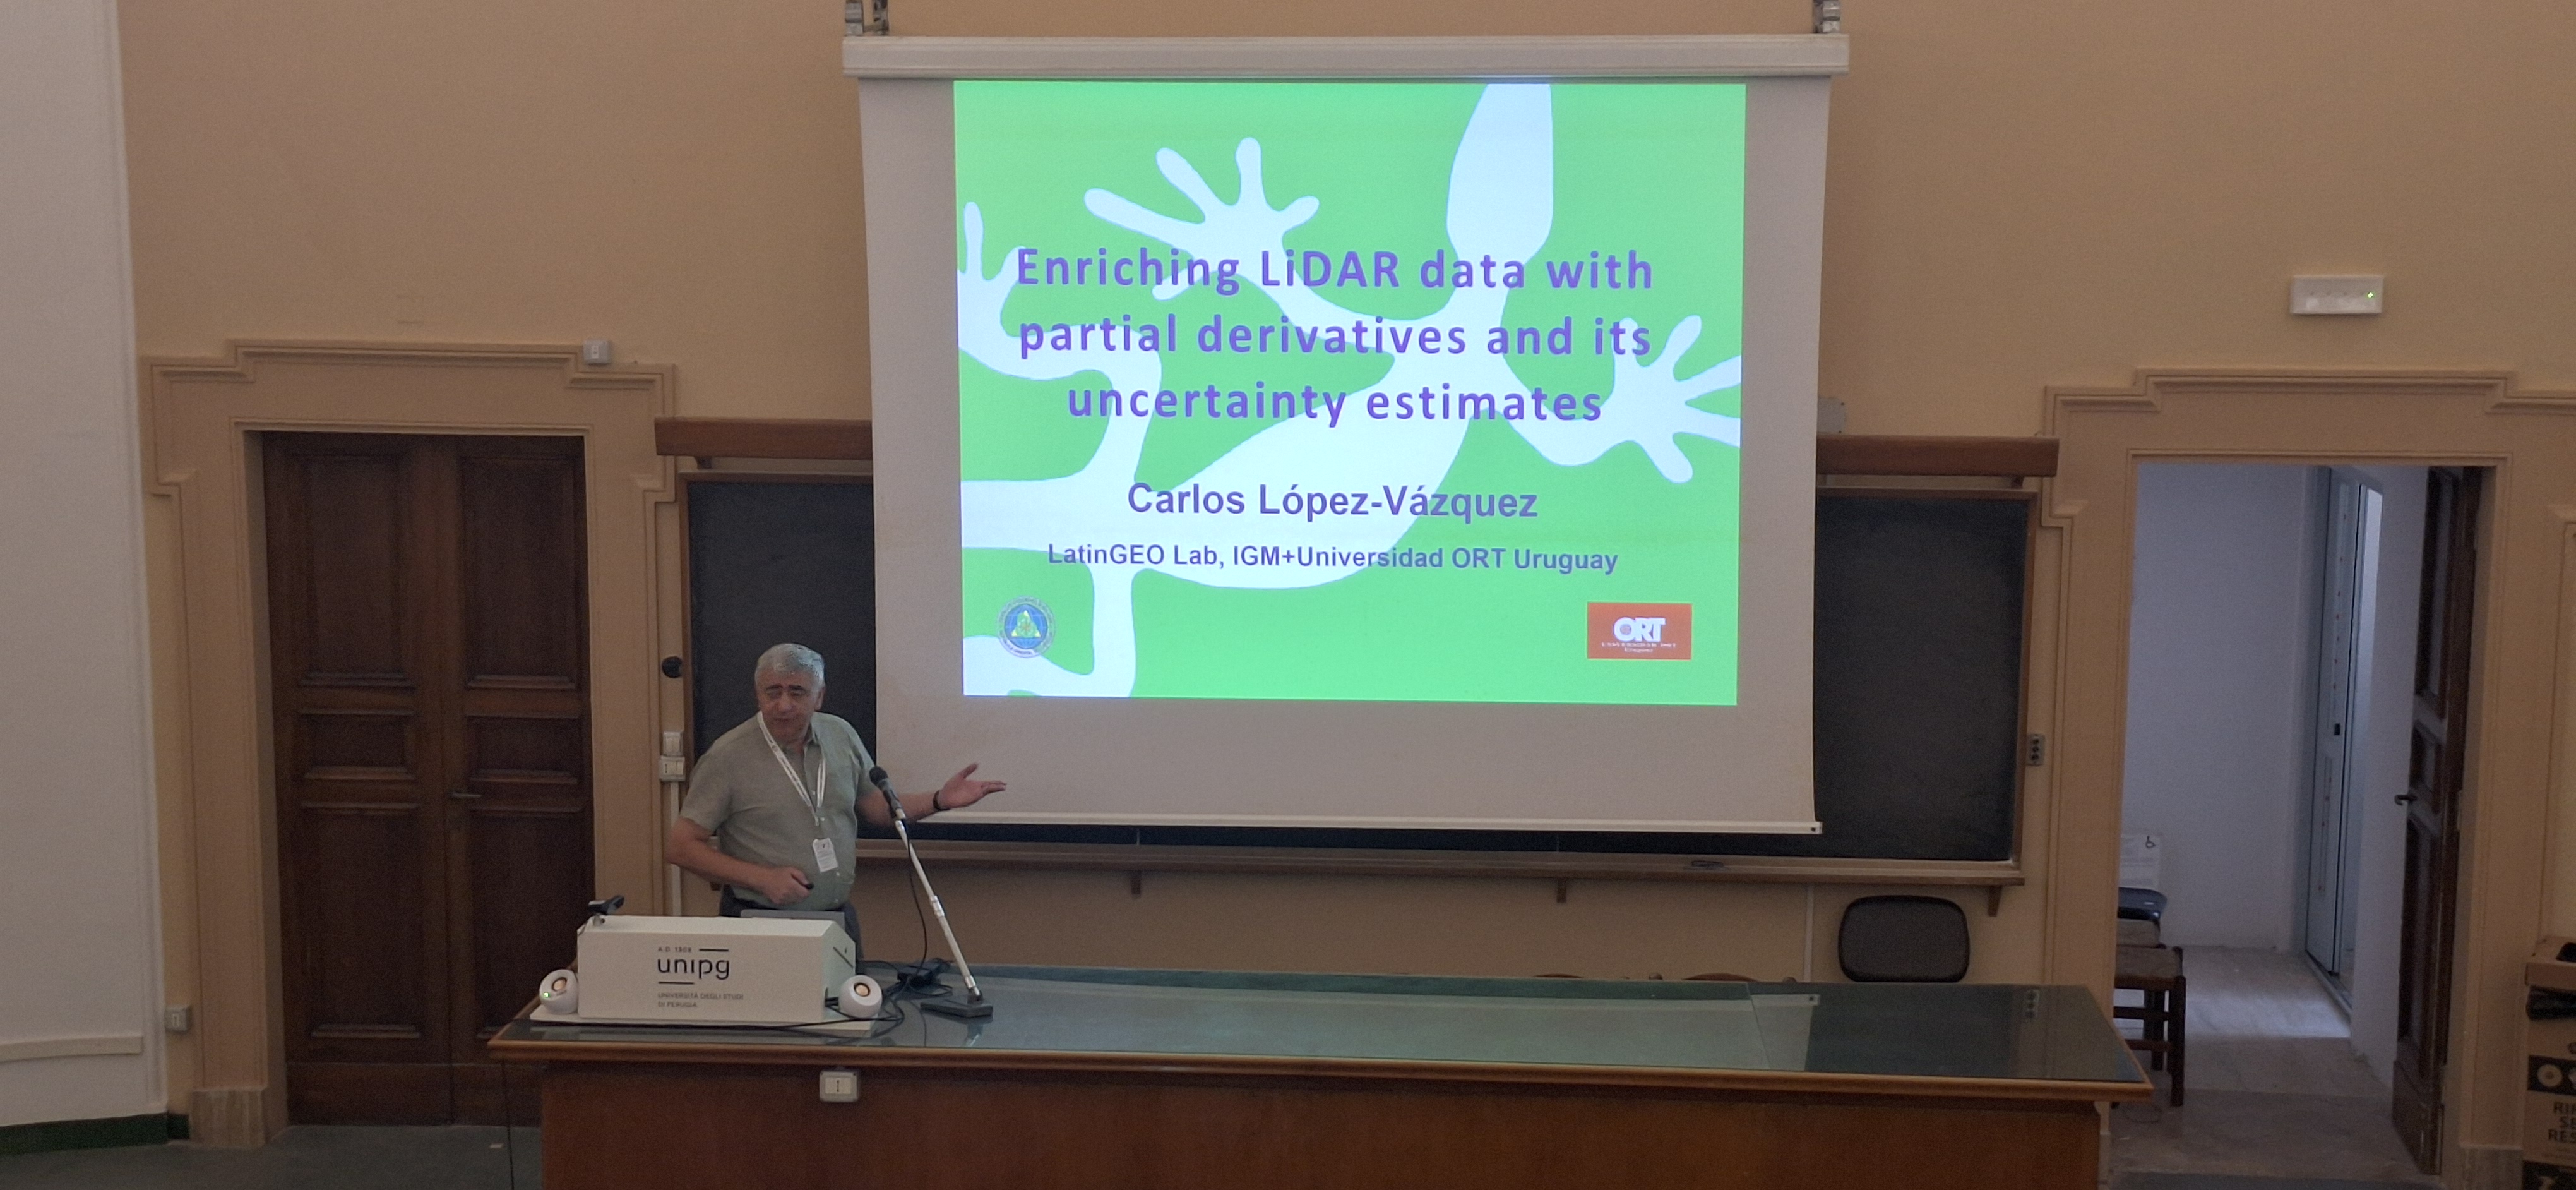 Enriching LiDAR data with
partial derivatives and its
uncertainty estimates
Carlos López-Vázquez
LatinGEO Lab, IGM+Universidad ORT Uruguay
ORT
Uruguay
A.D. 1308
unipg
UNIVERSITÀ DEGLI STUDI
DI PERUGIA